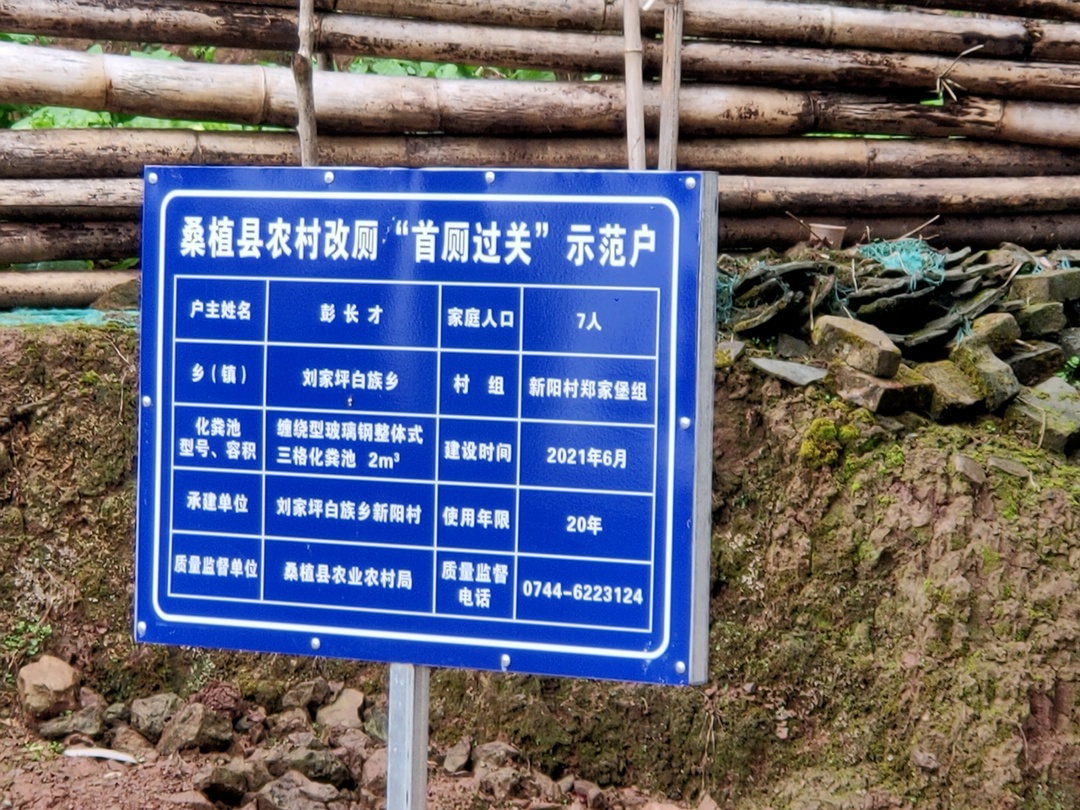 桑植县农村改厕“首厕过关”示范户
户主姓名 彭长才 家庭人口 7人
乡（镇） 刘家坪白族乡 村组 新阳村郑家堡组
化粪池
型号、容积
缠绕型玻璃钢整体式
三格化粪池 2m³
建设时间 2021年6月
承建单位 刘家坪白族乡新阳村 使用年限 20年
质量监督单位 桑植县农业农村局
质量监督
电话
0744-6223124